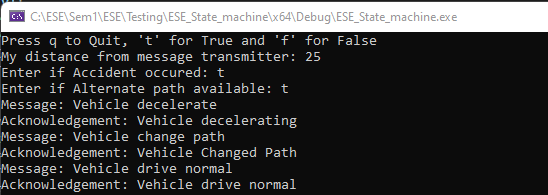 C:\ESE\Sem1\ESE\Testing\ESE_State_machine\x64\Debug\ESE_State_machine.exe
Press q to Quit, 't' for True and 'f' for False
My distance from message transmitter: 25
Enter if Accident occured: t
Enter if Alternate path available: t
Message: Vehicle decelerate
Acknowledgement: Vehicle decelerating
Message: Vehicle change path
Acknowledgement: Vehicle Changed Path
Message: Vehicle drive normal
Acknowledgement: Vehicle drive normal